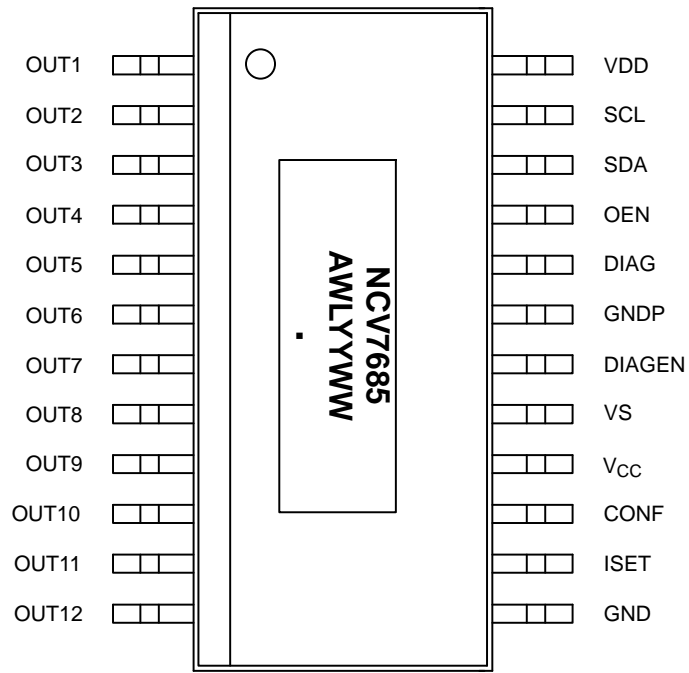 OUT1
OUT2
OUT3
OUT4
OUT5
OUT6
OUT7
OUT8
OUT9
OUT10
OUT11
OUT12
NCV7685
AWLYYWW
.
VDD
SCL
SDA
OEN
DIAG
GNDP
DIAGEN
VS
VCC
CONF
ISET
GND